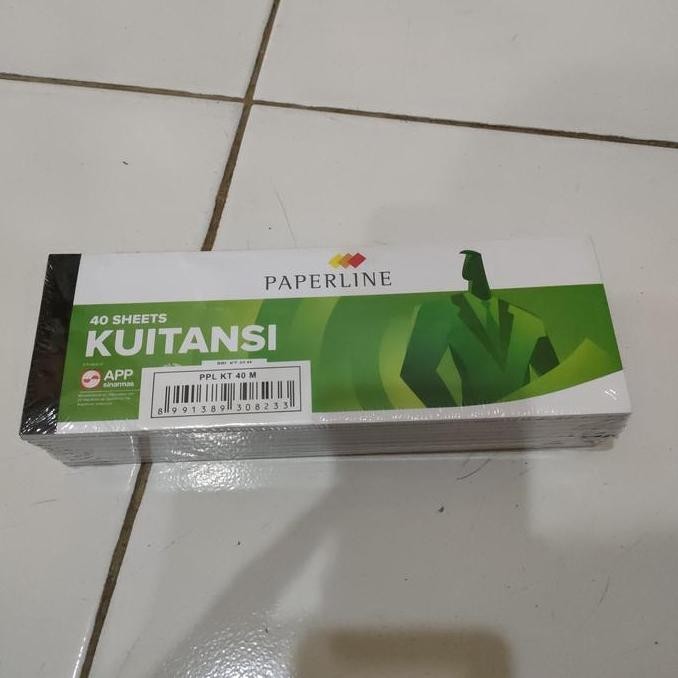 PAPERLINE
40 SHEETS
KUITANSI
APP
sinarmas
PPL KT 40 M
8 991389 308233